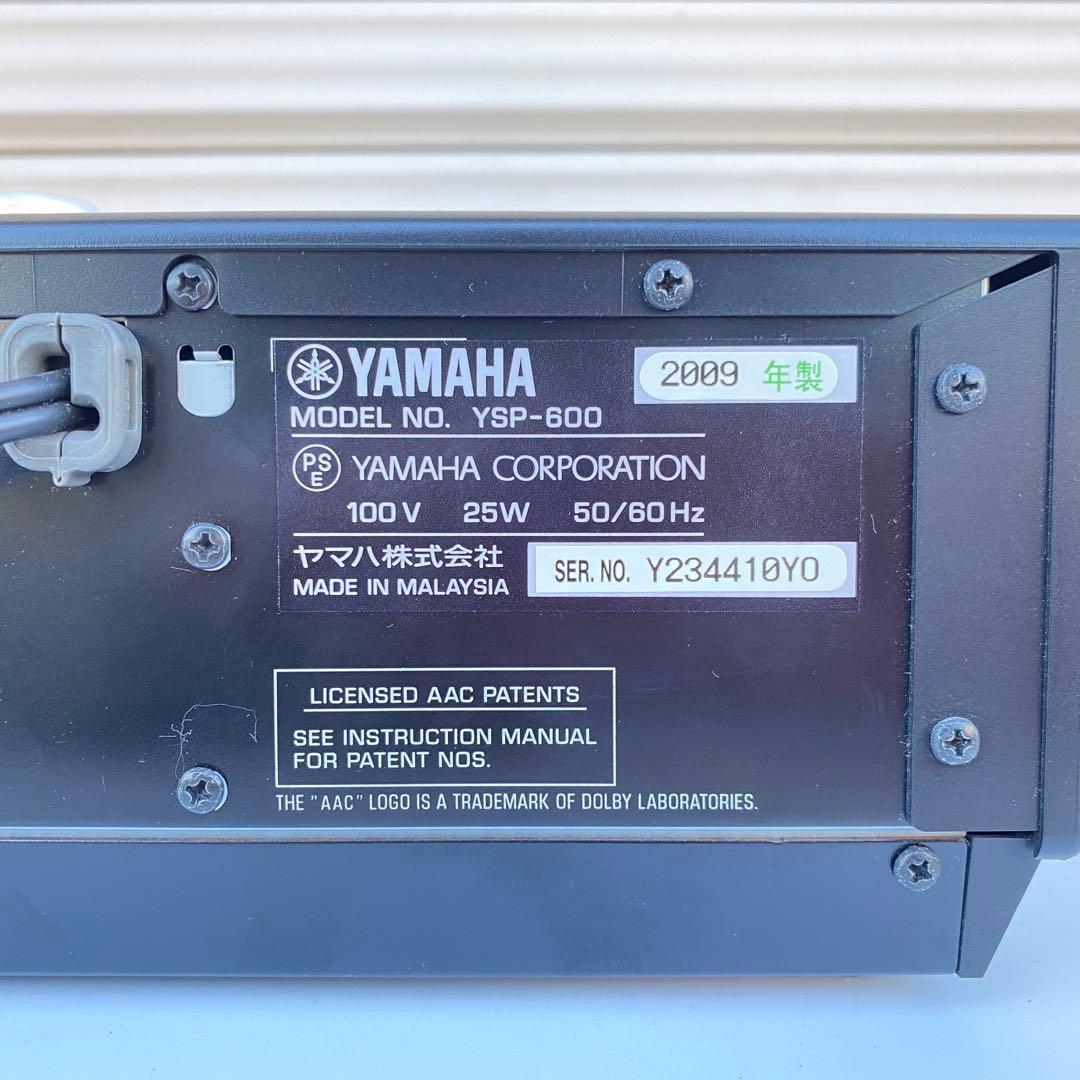 YAMAHA
2009 年製
MODEL NO. YSP-600
PSE YAMAHA CORPORATION
100V 25W 50/60Hz
ヤマハ株式会社
MADE IN MALAYSIA
SER. NO. Y234410YO
LICENSED AAC PATENTS
SEE INSTRUCTION MANUAL
FOR PATENT NOS.
THE "AAC" LOGO IS A TRADEMARK OF DOLBY LABORATORIES.